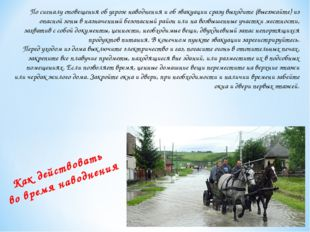 По сигналу оповещения об угрозе наводнения и об эвакуации сразу выходите (выезжайте) из
опасной зоны в назначенный безопасный район или на возвышенные участки местности,
захватив с собой документы, ценности, необходимые вещи, двухдневный запас непортящихся
продуктов питания. В конечном пункте эвакуации зарегистрируйтесь.
Перед уходом из дома выключите электричество и газ, погасите огонь в отопительных печах,
закрепите все плавучие предметы, находящиеся вне зданий, или разместите их в подсобных
помещениях. Если позволяет время, ценные домашние вещи переместите на верхние этажи
или чердак жилого дома. Закройте окна и двери, при необходимости и наличии времени забейте
окна и двери первых этажей.
Как действовать
во время наводнения